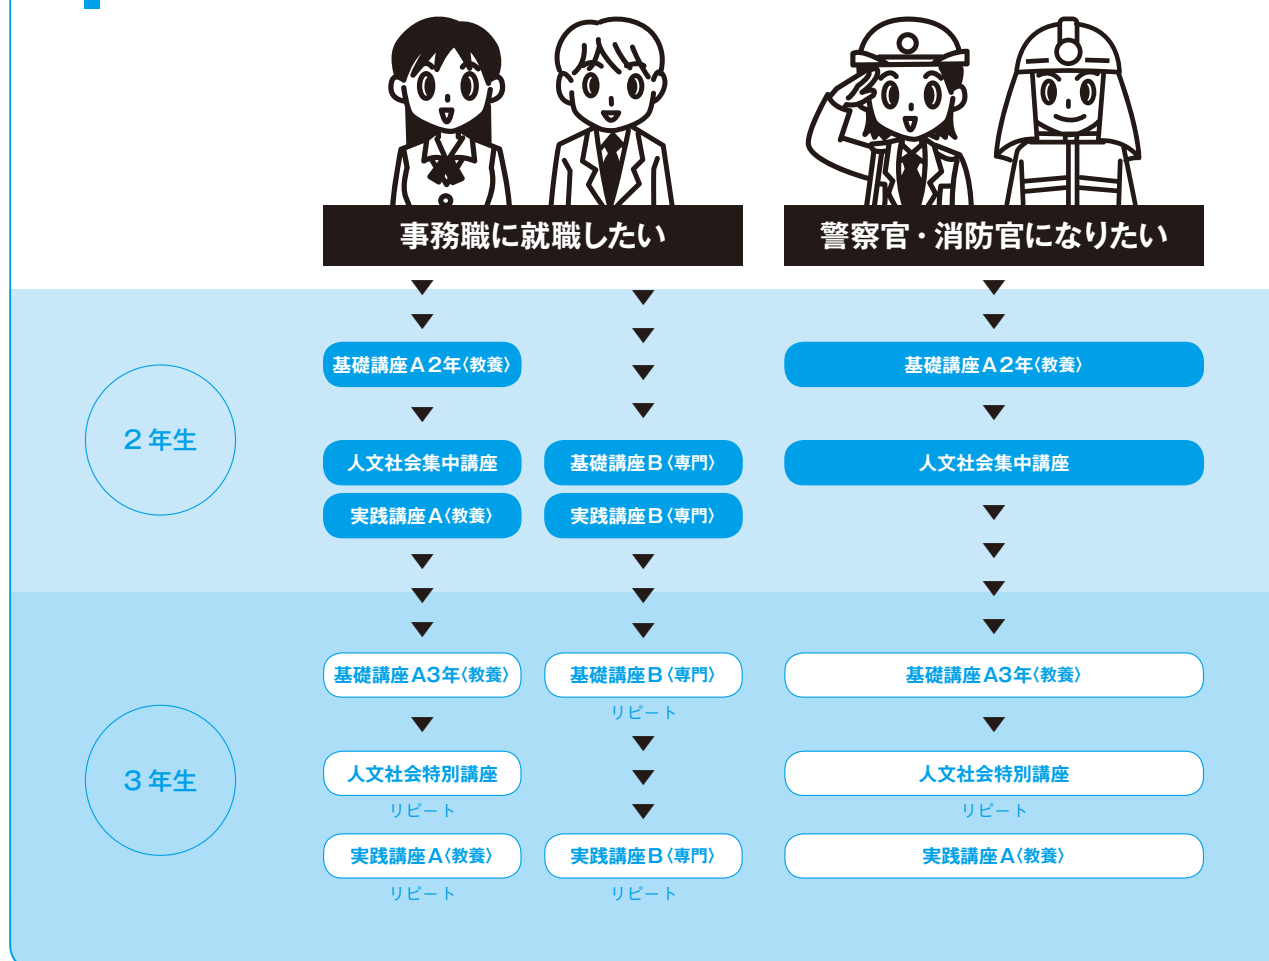 事務職に就職したい
警察官・消防官になりたい
2年生
基礎講座A2年〈教養〉
基礎講座A2年〈教養〉
人文社会集中講座
基礎講座B〈専門〉
人文社会集中講座
実践講座A〈教養〉
実践講座B〈専門〉
3年生
基礎講座A3年〈教養〉
基礎講座B〈専門〉
リピート
基礎講座A3年〈教養〉
人文社会特別講座
リピート
人文社会特別講座
リピート
実践講座A〈教養〉
リピート
実践講座B〈専門〉
リピート
実践講座A〈教養〉